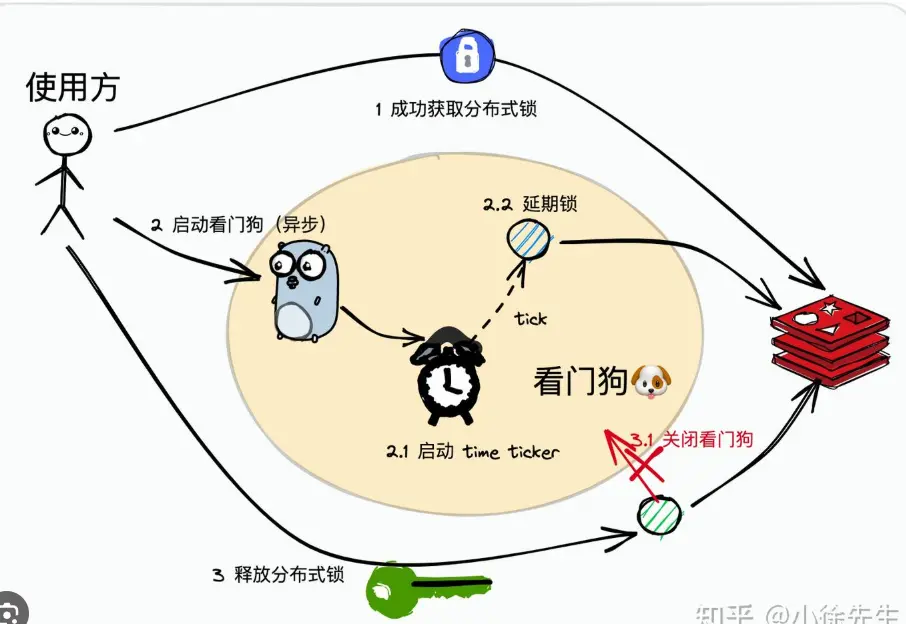 使用方
1 成功获取分布式锁
2 启动看门狗（异步）
2.2 延期锁
tick
看门狗
2.1 启动 time ticker
3.1 关闭看门狗
3 释放分布式锁
知乎 @小徐先生